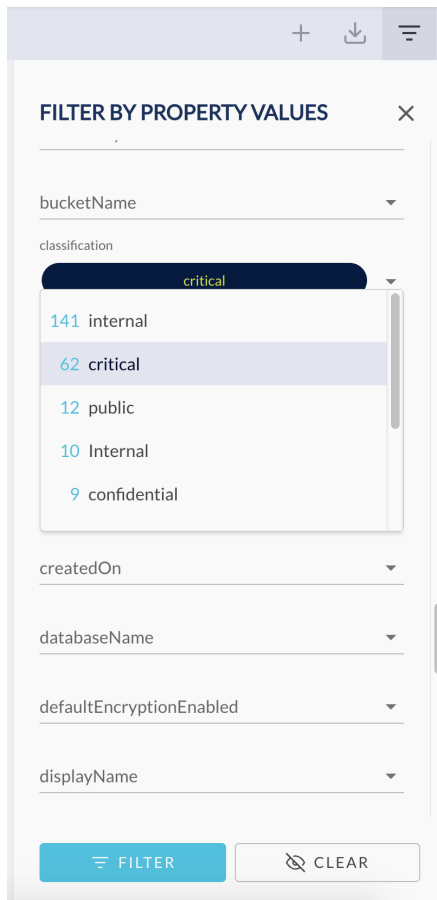 FILTER BY PROPERTY VALUES
bucketName
classification
critical
141 internal
62 critical
12 public
10 Internal
9 confidential
createdOn
databaseName
defaultEncryptionEnabled
displayName
FILTER
CLEAR